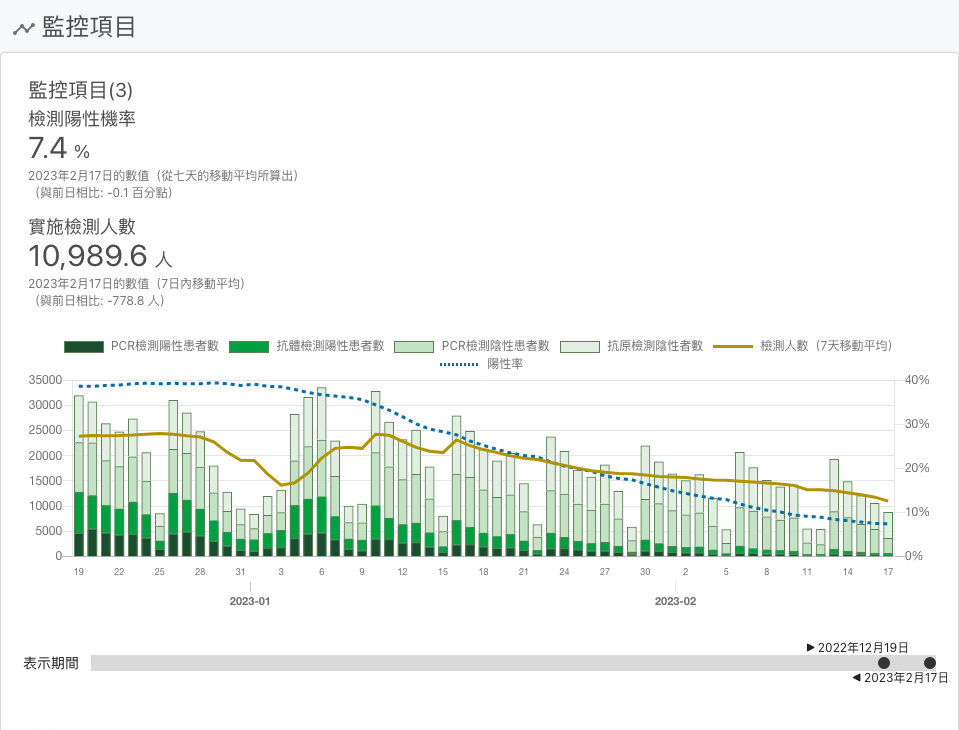 監控項目
監控項目(3)
檢測陽性機率
7.4 %
2023年2月17日的數值（從七天的移動平均所算出）
（與前日相比: -0.1 百分點）
實施檢測人數
10,989.6 人
2023年2月17日的數值（7日內移動平均）
（與前日相比: -778.8 人）
PCR檢測陽性患者數 抗體檢測陽性患者數 PCR檢測陰性患者數 抗原檢測陰性者數 檢測人數（7天移動平均）
陽性率
35000 40%
30000
25000 30%
20000
15000 20%
10000 10%
5000
0 0%
19 22 25 28 31 3 6 9 12 15 18 21 24 27 30 2 5 8 11 14 17
2023-01 2023-02
▶ 2022年12月19日
表示期間
◀ 2023年2月17日